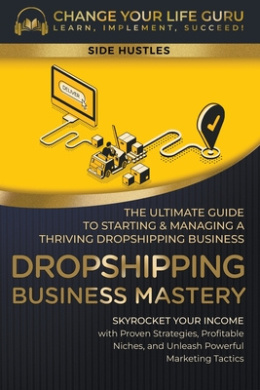 CHANGE YOUR LIFE GURU
LEARN, IMPLEMENT, SUCCEED!
SIDE HUSTLES
DELIVER
THE ULTIMATE GUIDE
TO STARTING & MANAGING A
THRIVING DROPSHIPPING BUSINESS
DROPSHIPPING
BUSINESS MASTERY
SKYROCKET YOUR INCOME
with Proven Strategies, Profitable
Niches, and Unleash Powerful
Marketing Tactics